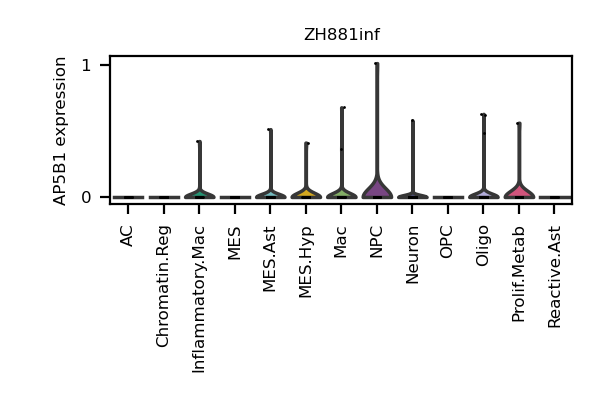 ZH881inf
AP5B1 expression
1
0
AC
Chromatin.Reg
Inflammatory.Mac
MES
MES.Ast
MES.Hyp
Mac
NPC
Neuron
OPC
Oligo
Prolif.Metab
Reactive.Ast